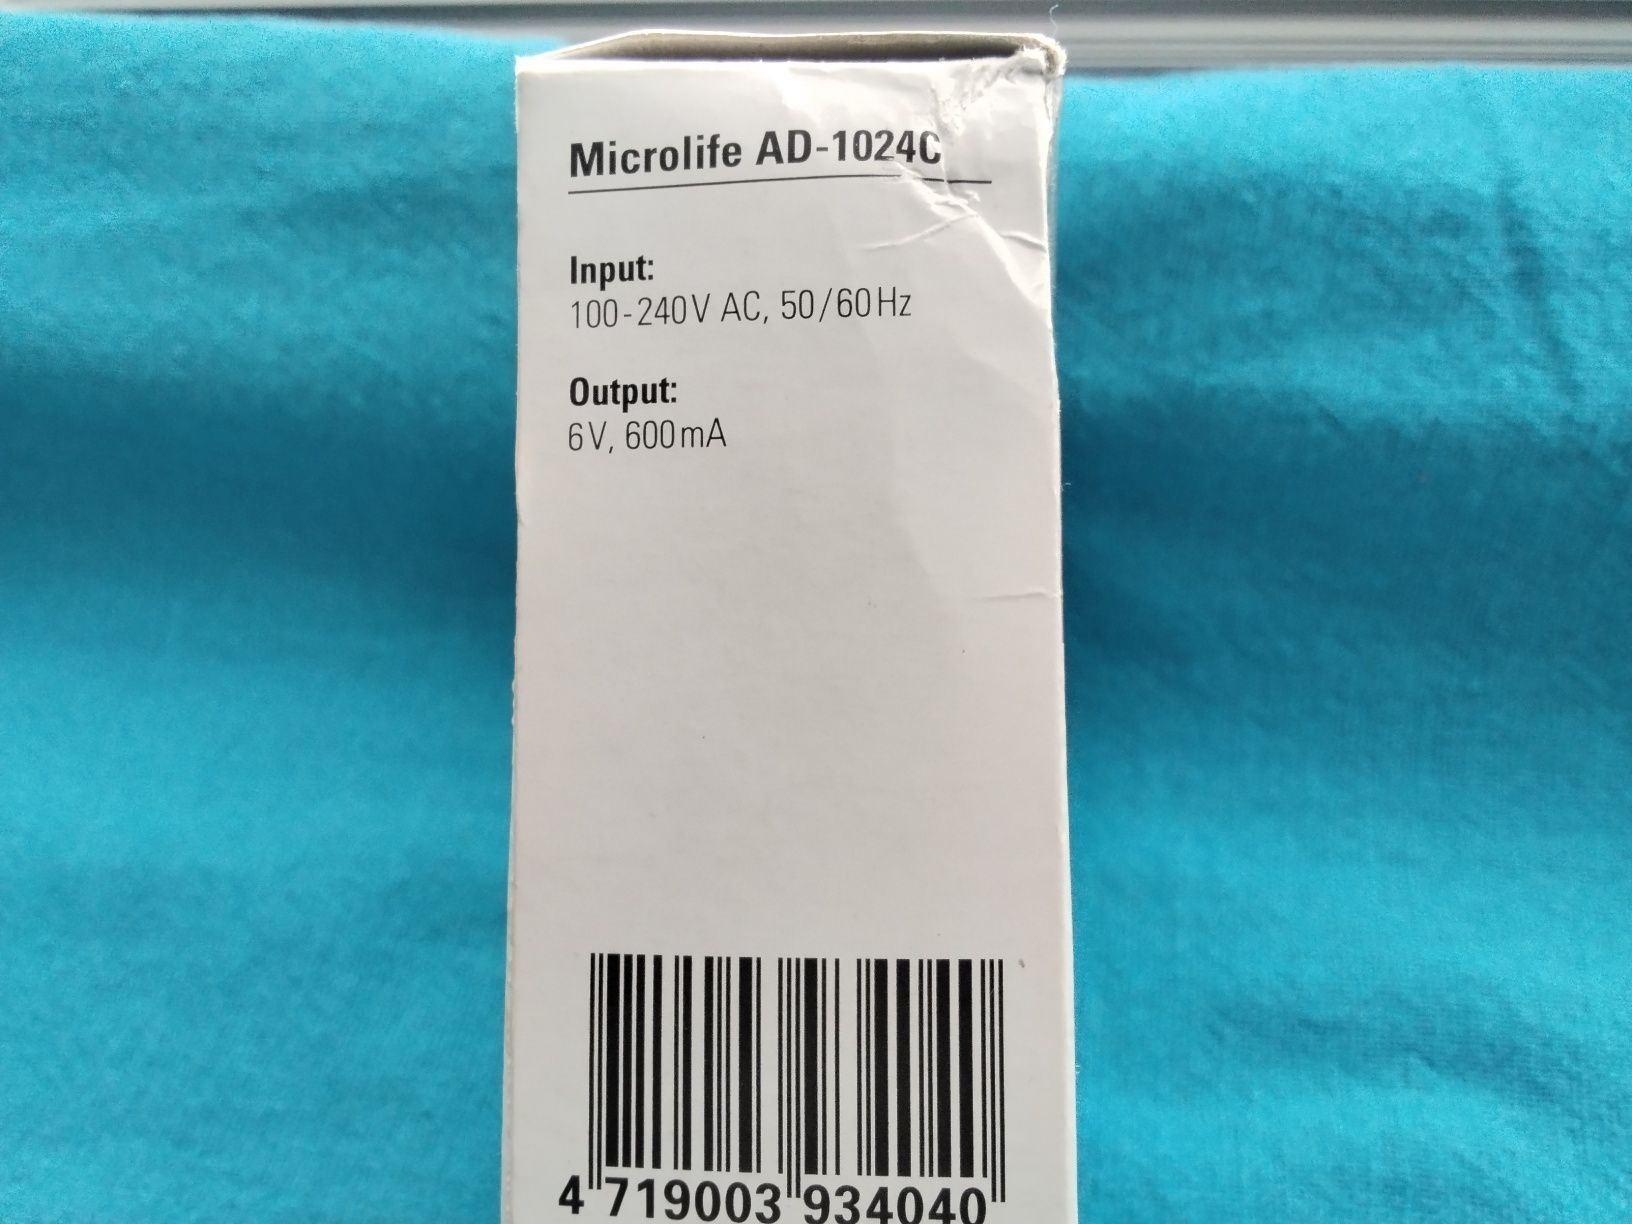 Microlife AD-1024C
Input:
100-240V AC, 50/60Hz
Output:
6V, 600mA
4 719003 934040